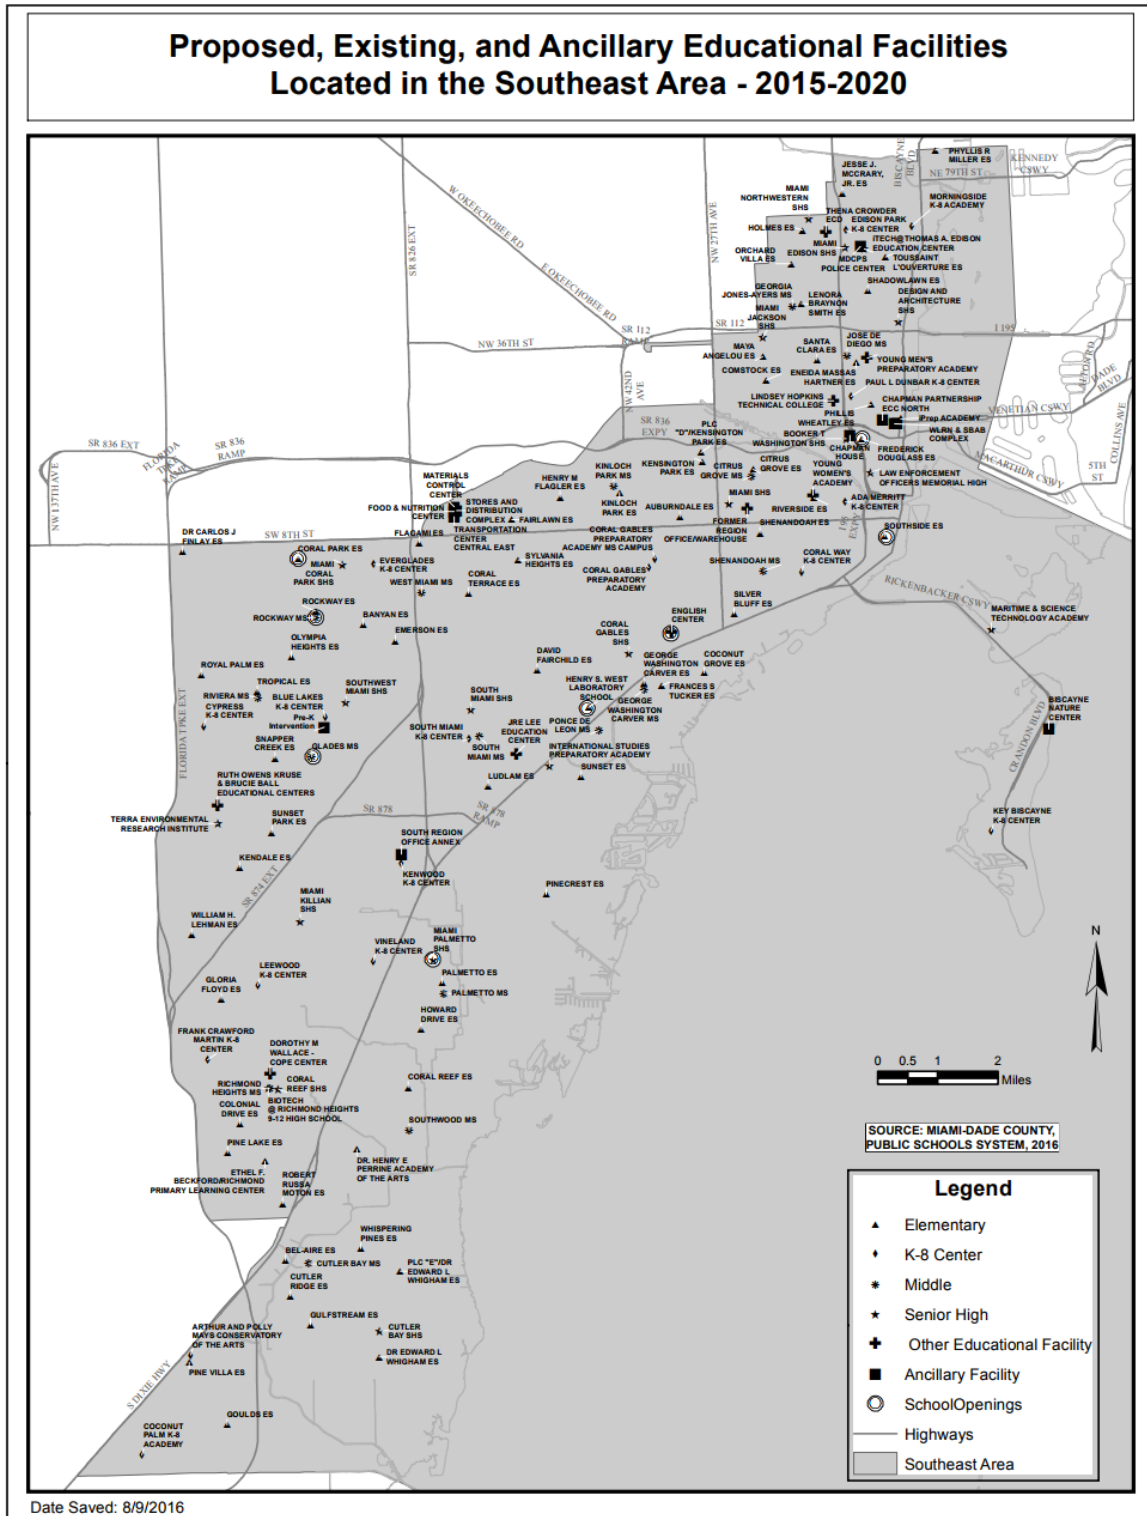 Proposed, Existing, and Ancillary Educational Facilities
Located in the Southeast Area - 2015-2020
PHYLLIS R
MILLER ES
KENNEDY
CSWY
NE 79TH ST
BISCAYNE
BLVD
JESSE J.
MCCRARY,
JR. ES
MORNINGSIDE
K-8 ACADEMY
MIAMI
NORTHWESTERN
SHS
THENA CROWDER
ECD
EDISON PARK
K-8 CENTER
HOLMES ES
MIAMI
EDISON SHS
ITECH@THOMAS A. EDISON
EDUCATION CENTER
MDCPS
POLICE CENTER
TOUSSAINT
L'OUVERTURE ES
ORCHARD
VILLA ES
SHADOWLAWN ES
DESIGN AND
ARCHITECTURE
SHS
GEORGIA
JONES-AYERS MS
LENORA
BRAYNON
SMITH ES
MIAMI
JACKSON
SHS
W OKEECHOBEE RD
E OKEECHOBEE RD
SR 826 EXT
NW 27TH AVE
SR 112
RAMP
SR 112
I 195
NW 36TH ST
ALTON RD
DADE
BLVD
MAYA
ANGELOU ES
SANTA
CLARA ES
JOSE DE
DIEGO MS
YOUNG MEN'S
PREPARATORY ACADEMY
COMSTOCK ES
ENEIDA MASSAS
HARTNER ES
PAUL L DUNBAR K-8 CENTER
NW 42ND
AVE
LINDSEY HOPKINS
TECHNICAL COLLEGE
CHAPMAN PARTNERSHIP
ECC NORTH
PHILLIS
WHEATLEY ES
iPrep ACADEMY
VENETIAN CSWY
COLLINS AVE
WLRN & SBAB
COMPLEX
SR 836
EXPY
PLC
"D"/KENSINGTON
PARK ES
BOOKER T
WASHINGTON SHS
CHAPMAN
HOUSE
FREDERICK
DOUGLASS ES
MACARTHUR CSWY
5TH
ST
SR 836 EXT
FLORIDA
TPKE
RAMP
SR 836
RAMP
NW 137TH AVE
KENSINGTON
PARK ES
CITRUS
GROVE MS
CITRUS
GROVE ES
YOUNG
WOMEN'S
ACADEMY
LAW ENFORCEMENT
OFFICERS MEMORIAL HIGH
KINLOCH
PARK MS
HENRY M
FLAGLER ES
MATERIALS
CONTROL
CENTER
MIAMI SHS
ADA MERRITT
K-8 CENTER
KINLOCH
PARK ES
AUBURNDALE ES
RIVERSIDE ES
FOOD & NUTRITION
CENTER
STORES AND
DISTRIBUTION
COMPLEX
FAIRLAWN ES
FORMER
REGION
OFFICE/WAREHOUSE
SHENANDOAH ES
I 95
EXPY
SOUTHSIDE ES
DR CARLOS J
FINLAY ES
SW 8TH ST
FLAGAMI ES
TRANSPORTATION
CENTER
CENTRAL EAST
CORAL GABLES
PREPARATORY
ACADEMY MS CAMPUS
CORAL PARK ES
MIAMI
CORAL
PARK SHS
EVERGLADES
K-8 CENTER
SYLVANIA
HEIGHTS ES
CORAL GABLES
PREPARATORY
ACADEMY
SHENANDOAH MS
CORAL WAY
K-8 CENTER
WEST MIAMI MS
CORAL
TERRACE ES
RICKENBACKER CSWY
ROCKWAY ES
ROCKWAY MS
BANYAN ES
EMERSON ES
SILVER
BLUFF ES
ENGLISH
CENTER
MARITIME & SCIENCE
TECHNOLOGY ACADEMY
OLYMPIA
HEIGHTS ES
CORAL
GABLES
SHS
ROYAL PALM ES
DAVID
FAIRCHILD ES
GEORGE
WASHINGTON
CARVER ES
COCONUT
GROVE ES
TROPICAL ES
RIVIERA MS
SOUTHWEST
MIAMI SHS
HENRY S. WEST
LABORATORY
SCHOOL
FRANCES S
TUCKER ES
FLORIDA TPKE EXT
CYPRESS
K-8 CENTER
BLUE LAKES
K-8 CENTER
SOUTH
MIAMI SHS
GEORGE
WASHINGTON
CARVER MS
BISCAYNE
NATURE
CENTER
Pre-K
Intervention
SOUTH MIAMI
K-8 CENTER
JRE LEE
EDUCATION
CENTER
PONCE DE
LEON MS
CRANDON BLVD
SNAPPER
CREEK ES
GLADES MS
SOUTH
MIAMI MS
INTERNATIONAL STUDIES
PREPARATORY ACADEMY
SUNSET ES
LUDLAM ES
RUTH OWENS KRUSE
& BRUCIE BALL
EDUCATIONAL CENTERS
TERRA ENVIRONMENTAL
RESEARCH INSTITUTE
SUNSET
PARK ES
SR 878
SR 878
RAMP
KEY BISCAYNE
K-8 CENTER
SOUTH REGION
OFFICE ANNEX
KENDALE ES
KENWOOD
K-8 CENTER
SR 874 EXT
PINECREST ES
MIAMI
KILLIAN
SHS
WILLIAM H.
LEHMAN ES
N
VINELAND
K-8 CENTER
MIAMI
PALMETTO
SHS
LEEWOOD
K-8 CENTER
PALMETTO ES
PALMETTO MS
GLORIA
FLOYD ES
HOWARD
DRIVE ES
FRANK CRAWFORD
MARTIN K-8
CENTER
DOROTHY M
WALLACE -
COPE CENTER
0 0.5 1 2
Miles
RICHMOND
HEIGHTS MS
CORAL
REEF SHS
CORAL REEF ES
COLONIAL
DRIVE ES
BIOTECH
@ RICHMOND HEIGHTS
9-12 HIGH SCHOOL
SOUTHWOOD MS
SOURCE: MIAMI-DADE COUNTY,
PUBLIC SCHOOLS SYSTEM, 2016
PINE LAKE ES
DR. HENRY E
PERRINE ACADEMY
OF THE ARTS
ETHEL F.
BECKFORD/RICHMOND
PRIMARY LEARNING CENTER
ROBERT
RUSSA
MOTON ES
Legend
Elementary
K-8 Center
Middle
Senior High
Other Educational Facility
Ancillary Facility
SchoolOpenings
Highways
Southeast Area
WHISPERING
PINES ES
BEL-AIRE ES
CUTLER BAY MS
PLC "E"/DR
EDWARD L
WHIGHAM ES
CUTLER
RIDGE ES
GULFSTREAM ES
ARTHUR AND POLLY
MAYS CONSERVATORY
OF THE ARTS
CUTLER
BAY SHS
DR EDWARD L
WHIGHAM ES
PINE VILLA ES
S DIXIE HWY
GOULDS ES
COCONUT
PALM K-8
ACADEMY
Date Saved: 8/9/2016